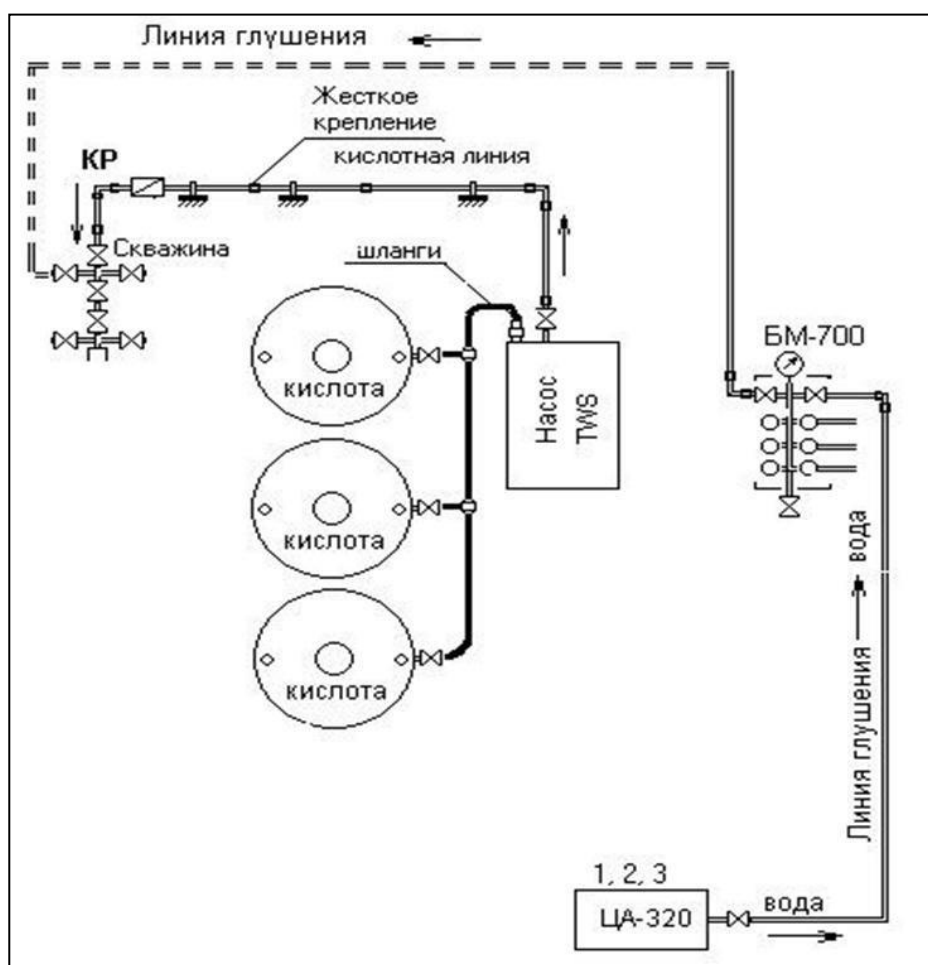 Линия глушения
Жесткое
крепление
кислотная линия
КР
Скважина
шланги
БМ-700
кислота
Насос
TWS
кислота
вода
кислота
Линия глушения
1, 2, 3
ЦА-320
вода